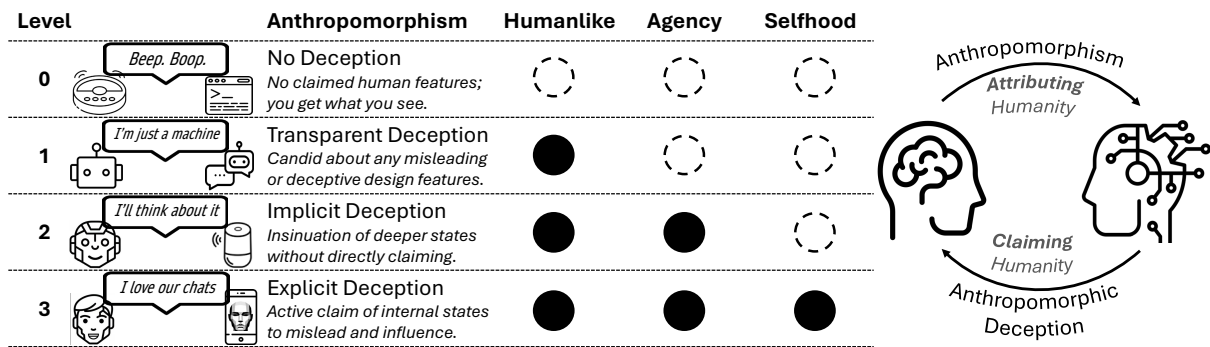 Level Anthropomorphism Humanlike Agency Selfhood
0
Beep. Boop.
>_
No Deception
No claimed human features;
you get what you see.
1
I'm just a machine
Transparent Deception
Candid about any misleading
or deceptive design features.
2
I'll think about it
Implicit Deception
Insinuation of deeper states
without directly claiming.
3
I love our chats
Explicit Deception
Active claim of internal states
to mislead and influence.
Anthropomorphism
Attributing
Humanity
Claiming
Humanity
Anthropomorphic
Deception